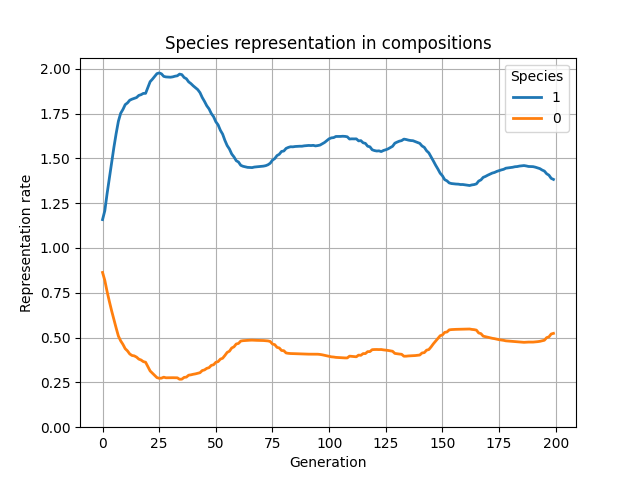 Species representation in compositions
Species
1
0
Representation rate
2.00
1.75
1.50
1.25
1.00
0.75
0.50
0.25
0.00
0 25 50 75 100 125 150 175 200
Generation